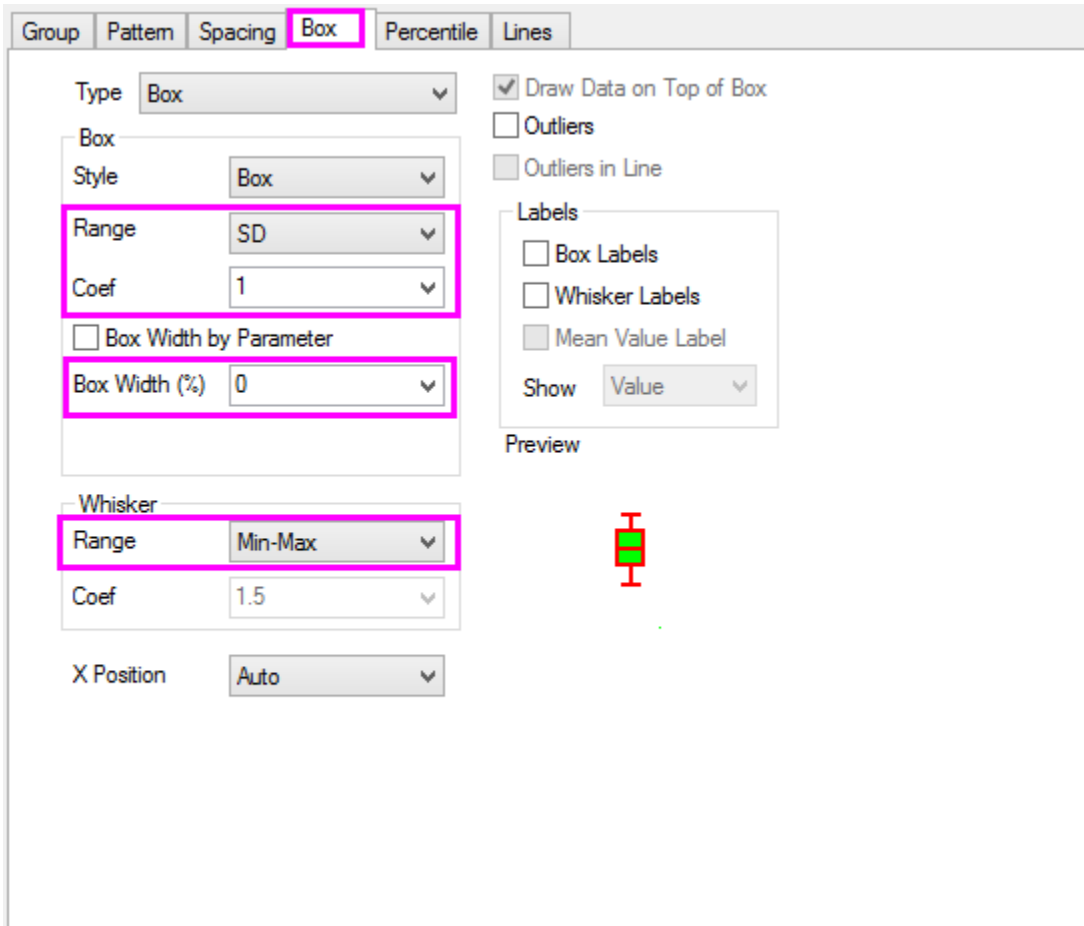 Group Pattern Spacing Box Percentile Lines
Type Box
Draw Data on Top of Box
Outliers
Outliers in Line
Box
Style Box
Range SD
Coef 1
Box Width by Parameter
Box Width (%) 0
Labels
Box Labels
Whisker Labels
Mean Value Label
Show Value
Preview
Whisker
Range Min-Max
Coef 1.5
X Position Auto